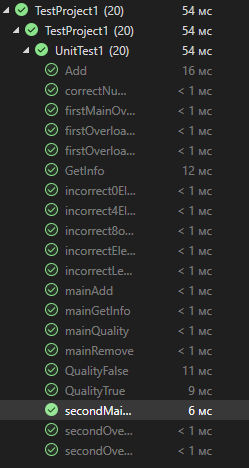 TestProject1 (20) 54 мс
TestProject1 (20) 54 мс
UnitTest1 (20) 54 мс
Add 16 мс
correctNu... < 1 мс
firstMainOv... < 1 мс
firstOverloa... < 1 мс
firstOverloa... < 1 мс
GetInfo 12 мс
incorrect0El... < 1 мс
incorrect4El... < 1 мс
incorrect8o... < 1 мс
incorrectEle... < 1 мс
incorrectLe... < 1 мс
mainAdd < 1 мс
mainGetInfo < 1 мс
mainQuality < 1 мс
mainRemove < 1 мс
QualityFalse 11 мс
QualityTrue 9 мс
secondMai... 6 мс
secondOve... < 1 мс
secondOve... < 1 мс